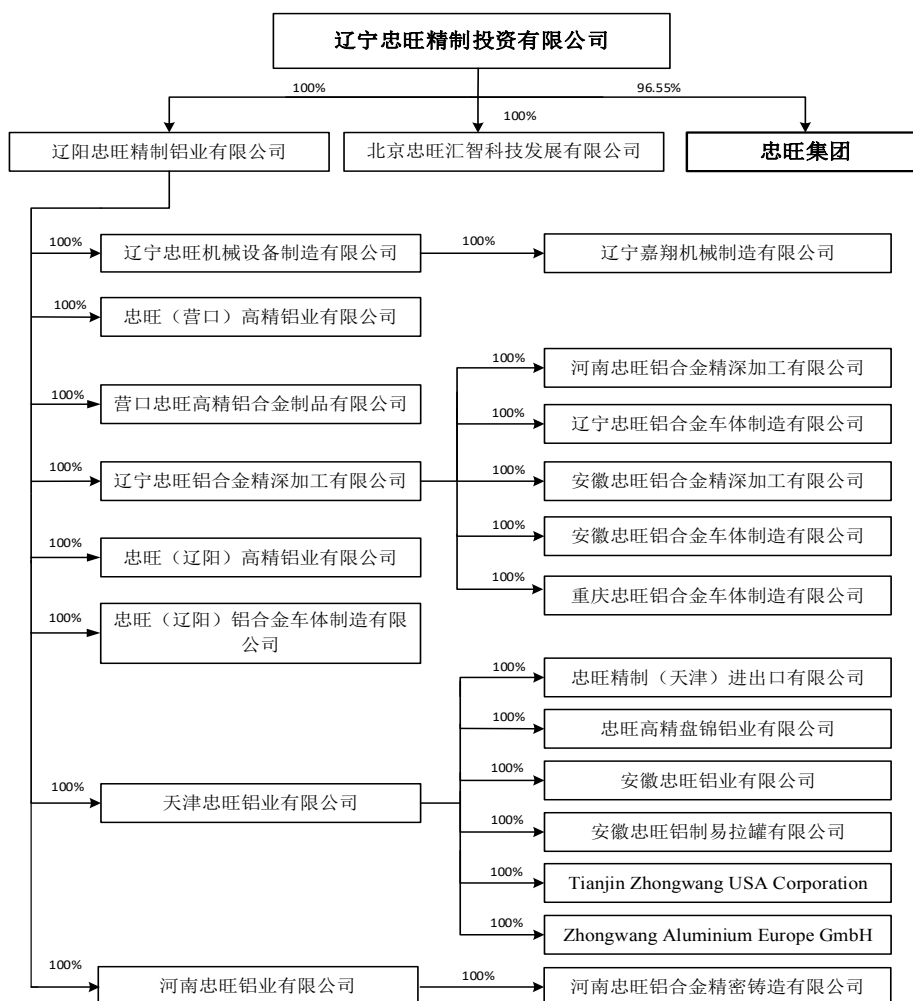 辽宁忠旺精制投资有限公司
100%
96.55%
100%
辽阳忠旺精制铝业有限公司
北京忠旺汇智科技发展有限公司
忠旺集团
100%
辽宁忠旺机械设备制造有限公司
100%
辽宁嘉翔机械制造有限公司
100%
忠旺（营口）高精铝业有限公司
100%
河南忠旺铝合金精深加工有限公司
100%
营口忠旺高精铝合金制品有限公司
100%
辽宁忠旺铝合金车体制造有限公司
100%
辽宁忠旺铝合金精深加工有限公司
100%
安徽忠旺铝合金精深加工有限公司
100%
安徽忠旺铝合金车体制造有限公司
100%
忠旺（辽阳）高精铝业有限公司
100%
重庆忠旺铝合金车体制造有限公司
100%
忠旺（辽阳）铝合金车体制造有限
公司
100%
忠旺精制（天津）进出口有限公司
100%
忠旺高精盘锦铝业有限公司
100%
安徽忠旺铝业有限公司
100%
天津忠旺铝业有限公司
100%
安徽忠旺铝制易拉罐有限公司
100%
Tianjin Zhongwang USA Corporation
100%
Zhongwang Aluminium Europe GmbH
100%
河南忠旺铝业有限公司
100%
河南忠旺铝合金精密铸造有限公司